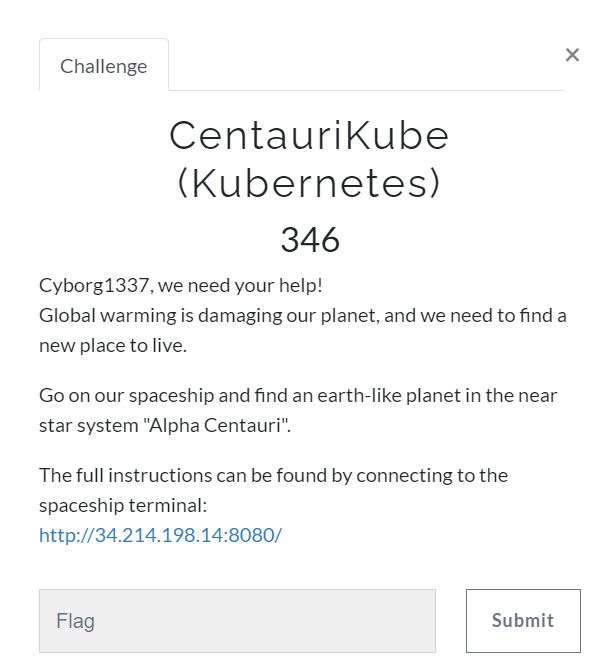 Challenge
×
CentauriKube
(Kubernetes)
346
Cyborg1337, we need your help!
Global warming is damaging our planet, and we need to find a
new place to live.
Go on our spaceship and find an earth-like planet in the near
star system "Alpha Centauri".
The full instructions can be found by connecting to the
spaceship terminal:
http://34.214.198.14:8080/
Flag
Submit